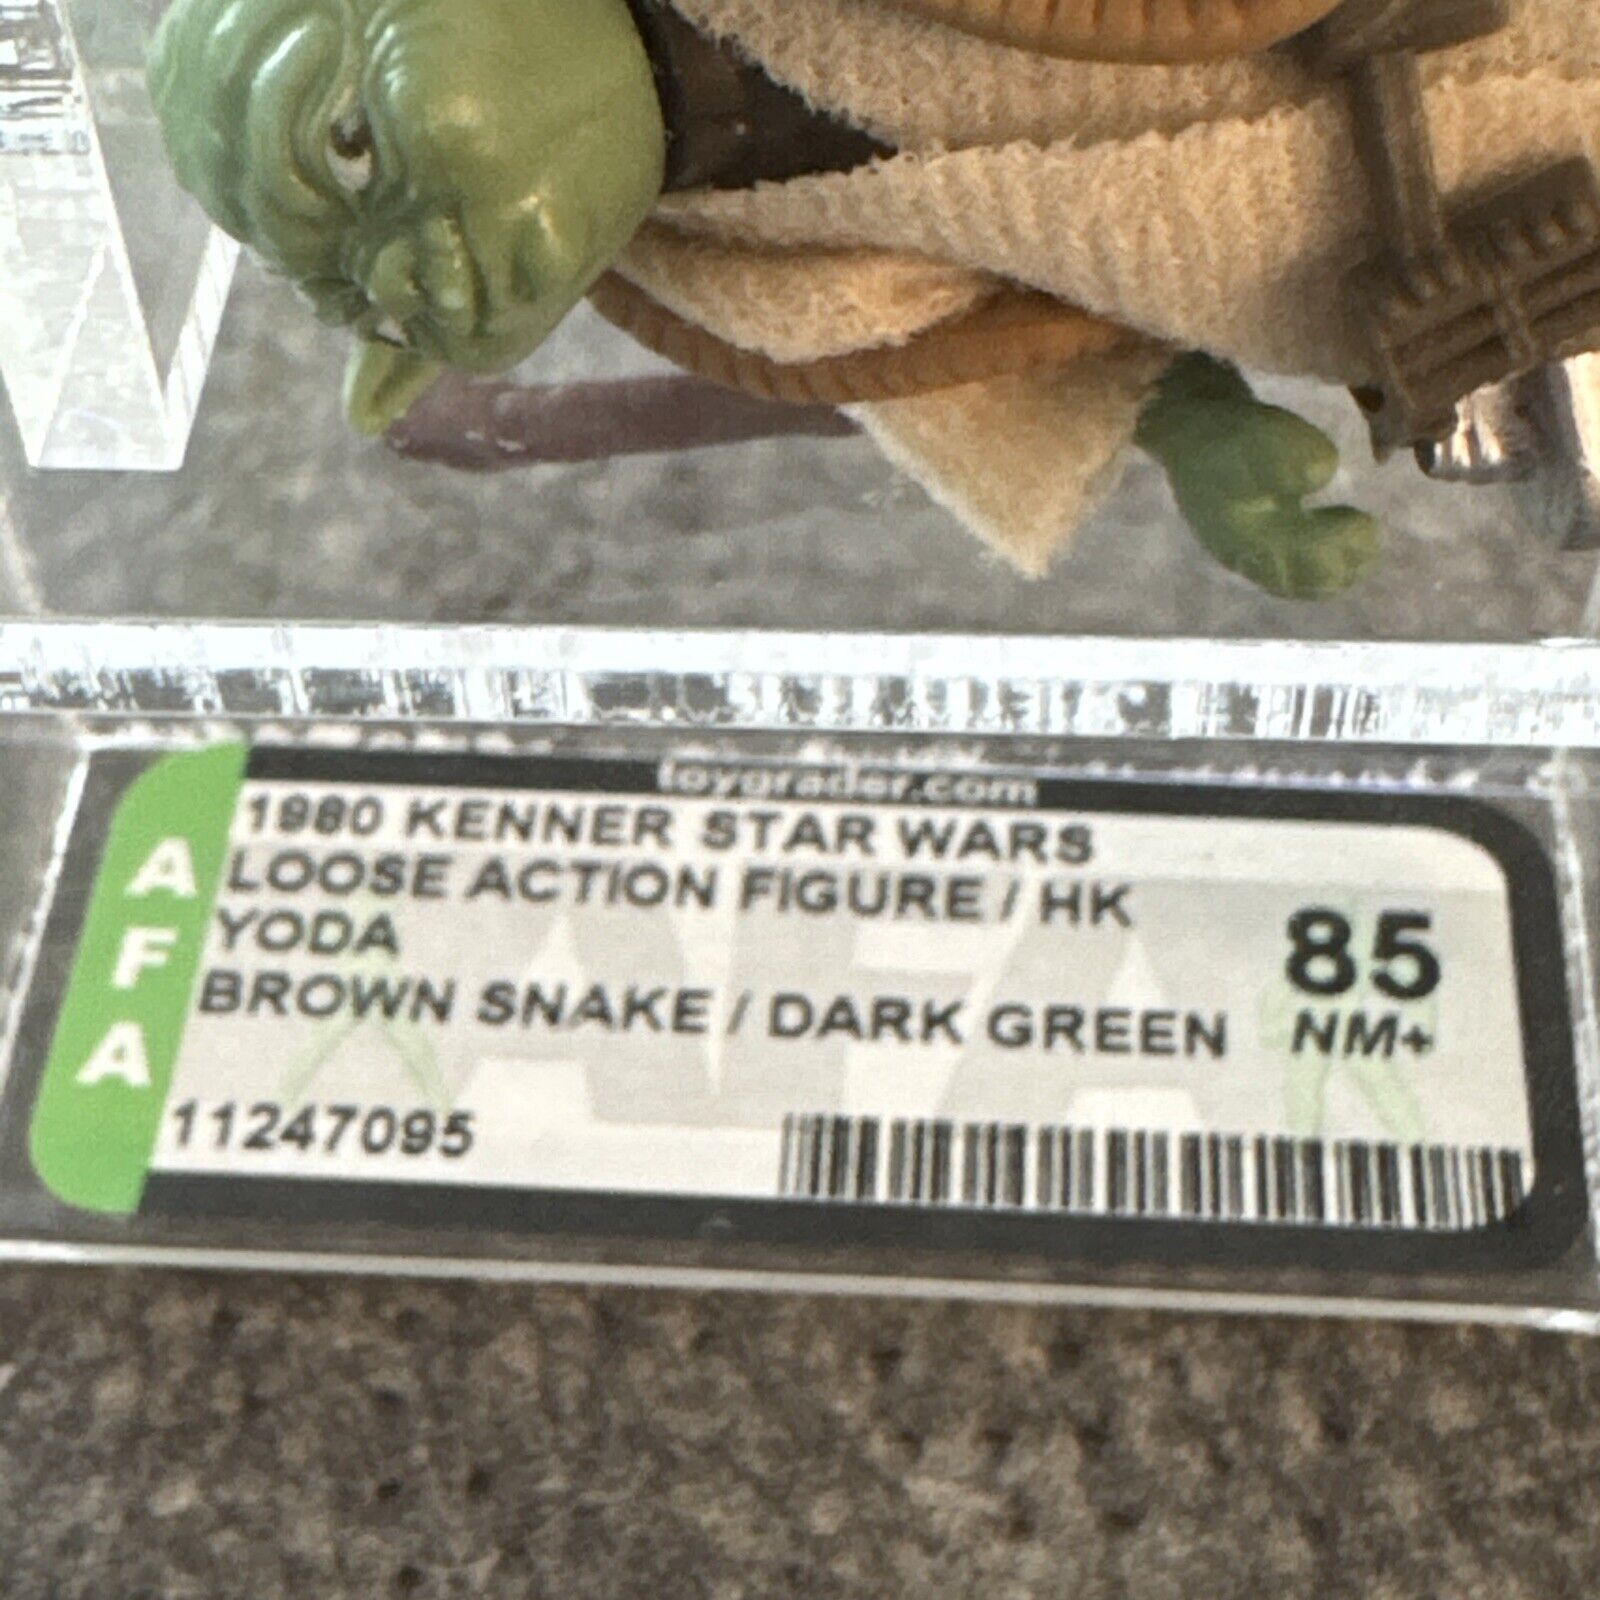 toygrader.com
AFA
1980 KENNER STAR WARS
LOOSE ACTION FIGURE / HK
YODA
BROWN SNAKE / DARK GREEN
85
NM+
11247095